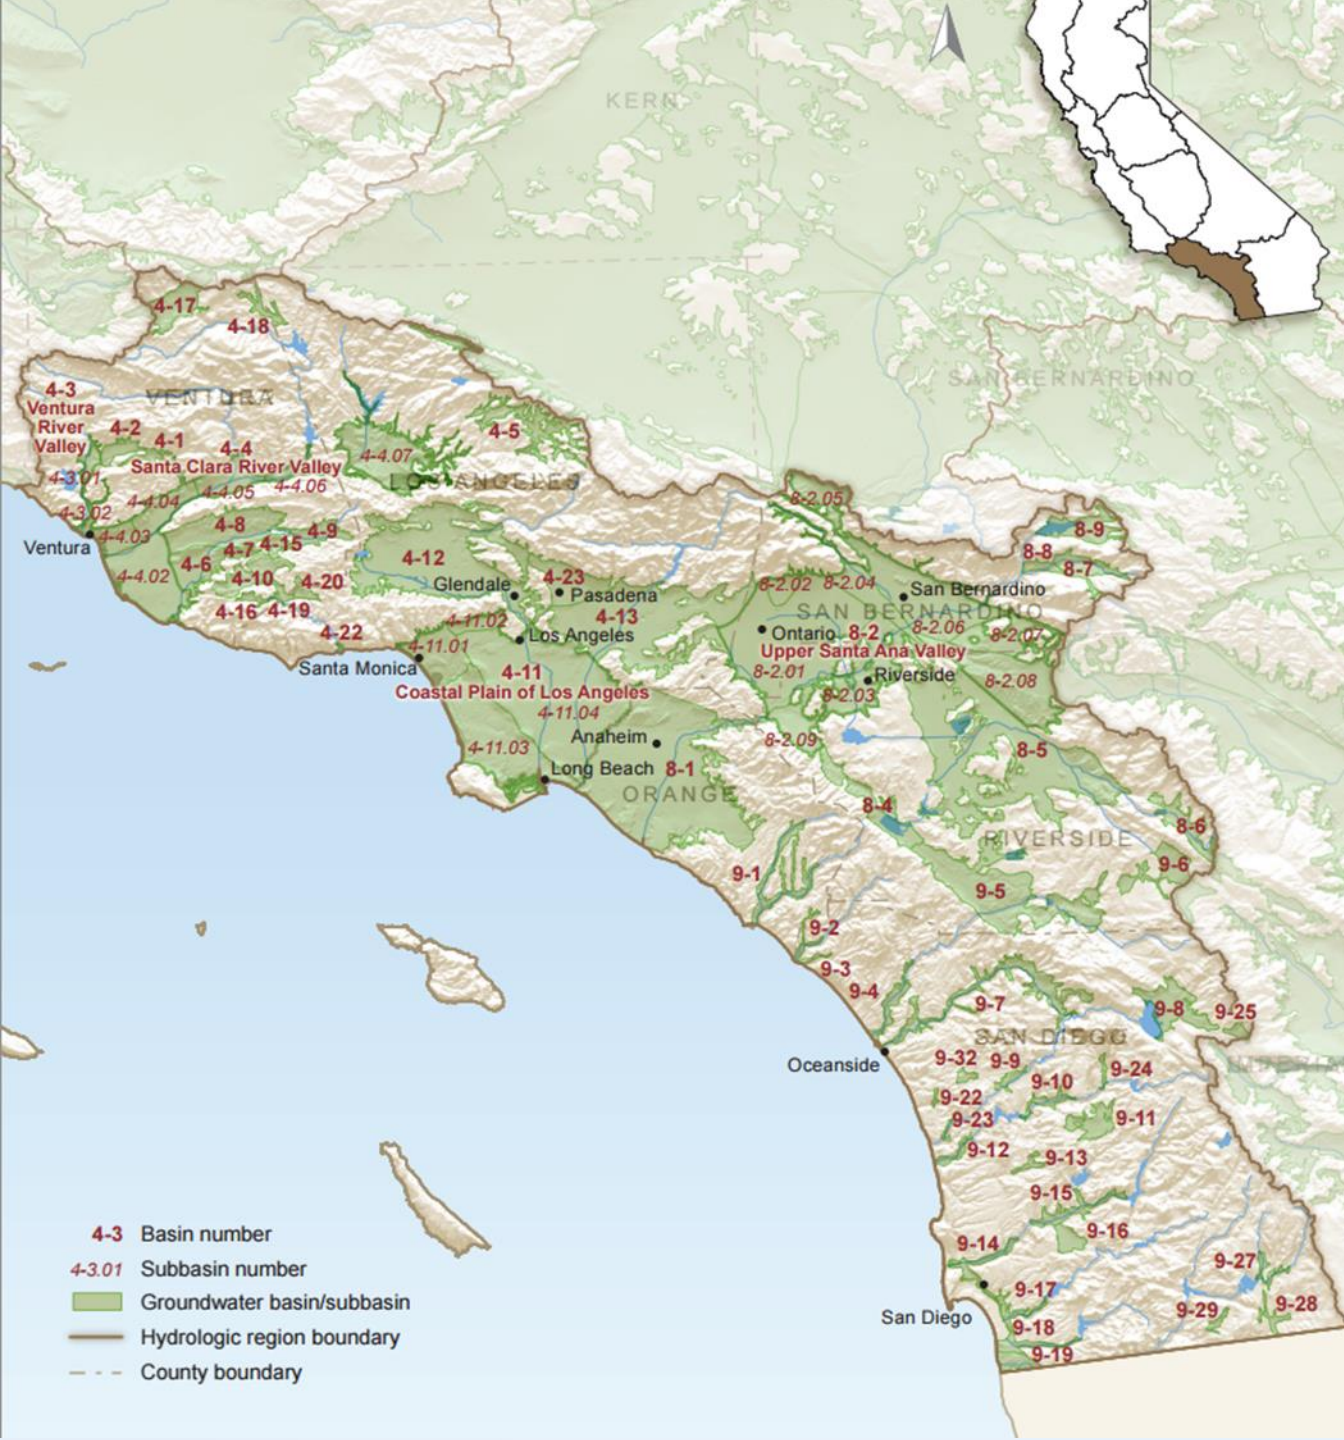 KERN
4-17
4-18
SAN BERNARDINO
4-3
Ventura
River
Valley
VENTURA
4-2
4-1
4-4
Santa Clara River Valley
4-5
4-4.07
LOS ANGELES
4-3.01
4-4.04
4-4.05
4-4.06
4-3.02
4-4.03
Ventura
4-8
4-9
4-15
4-7
4-6
4-4.02
4-10
4-20
4-16
4-19
4-22
4-12
Glendale
4-23
Pasadena
4-13
8-2.05
8-9
8-8
8-7
8-2.02
8-2.04
San Bernardino
SAN BERNARDINO
4-11.02
Los Angeles
4-11.01
Santa Monica
Ontario
8-2
8-2.06
8-2.07
Upper Santa Ana Valley
8-2.01
Riverside
8-2.03
8-2.08
4-11
Coastal Plain of Los Angeles
4-11.04
Anaheim
4-11.03
8-2.09
8-5
Long Beach
8-1
ORANGE
8-4
8-6
RIVERSIDE
9-6
9-1
9-5
9-2
9-3
9-4
9-7
9-8
9-25
SAN DIEGO
Oceanside
9-32
9-9
9-24
9-10
9-22
9-23
9-11
9-12
9-13
9-15
9-16
9-14
9-27
9-17
9-28
9-29
San Diego
9-18
9-19
4-3 Basin number
4-3.01 Subbasin number
Groundwater basin/subbasin
Hydrologic region boundary
County boundary